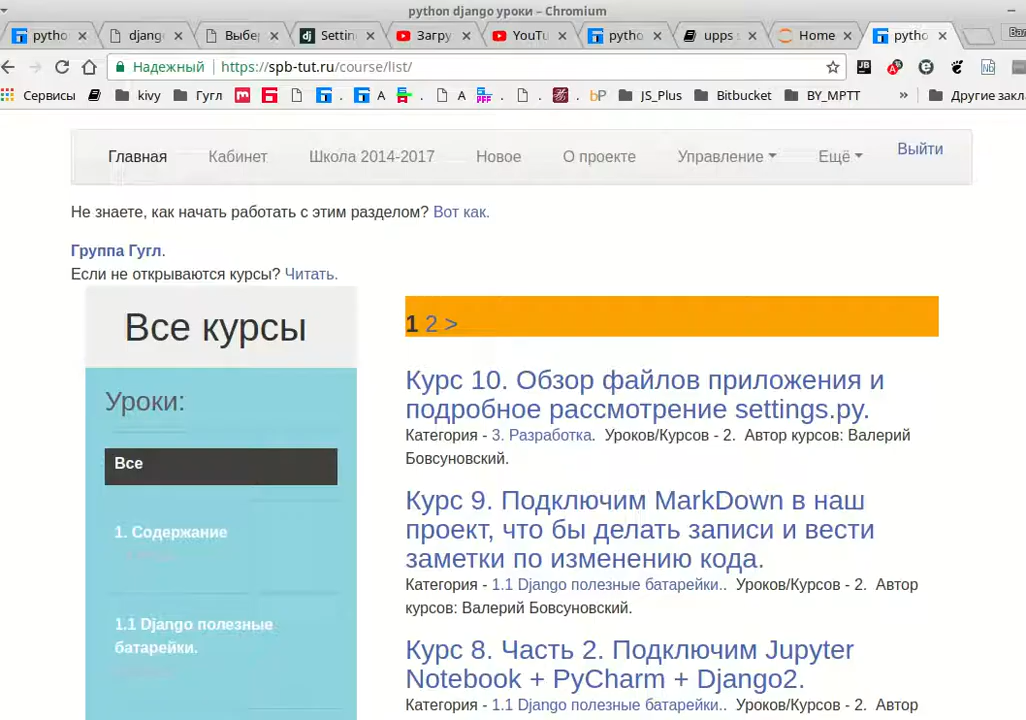 python django уроки – Chromium
pytho
django
Выбер
Settin
Загру
YouTu
pytho
upps
Home
pytho
Вал
Надежный
https://spb-tut.ru/course/list/
Сервисы
kivy
Гугл
.
A
.
A
.
.
.
bP
JS_Plus
Bitbucket
BY_MPTT
»
Другие закл
Главная
Кабинет
Школа 2014-2017
Новое
О проекте
Управление
Ещё
Выйти
Не знаете, как начать работать с этим разделом? Вот как.
Группа Гугл.
Если не открываются курсы? Читать.
Все курсы
Уроки:
Все
1. Содержание
1.1 Django полезные
батарейки.
1 2 >
Курс 10. Обзор файлов приложения и
подробное рассмотрение settings.py.
Категория - 3. Разработка. Уроков/Курсов - 2. Автор курсов: Валерий
Бовсуновский.
Курс 9. Подключим MarkDown в наш
проект, что бы делать записи и вести
заметки по изменению кода.
Категория - 1.1 Django полезные батарейки.. Уроков/Курсов - 2. Автор
курсов: Валерий Бовсуновский.
Курс 8. Часть 2. Подключим Jupyter
Notebook + PyCharm + Django2.
Категория - 1.1 Django полезные батарейки.. Уроков/Курсов - 2. Автор